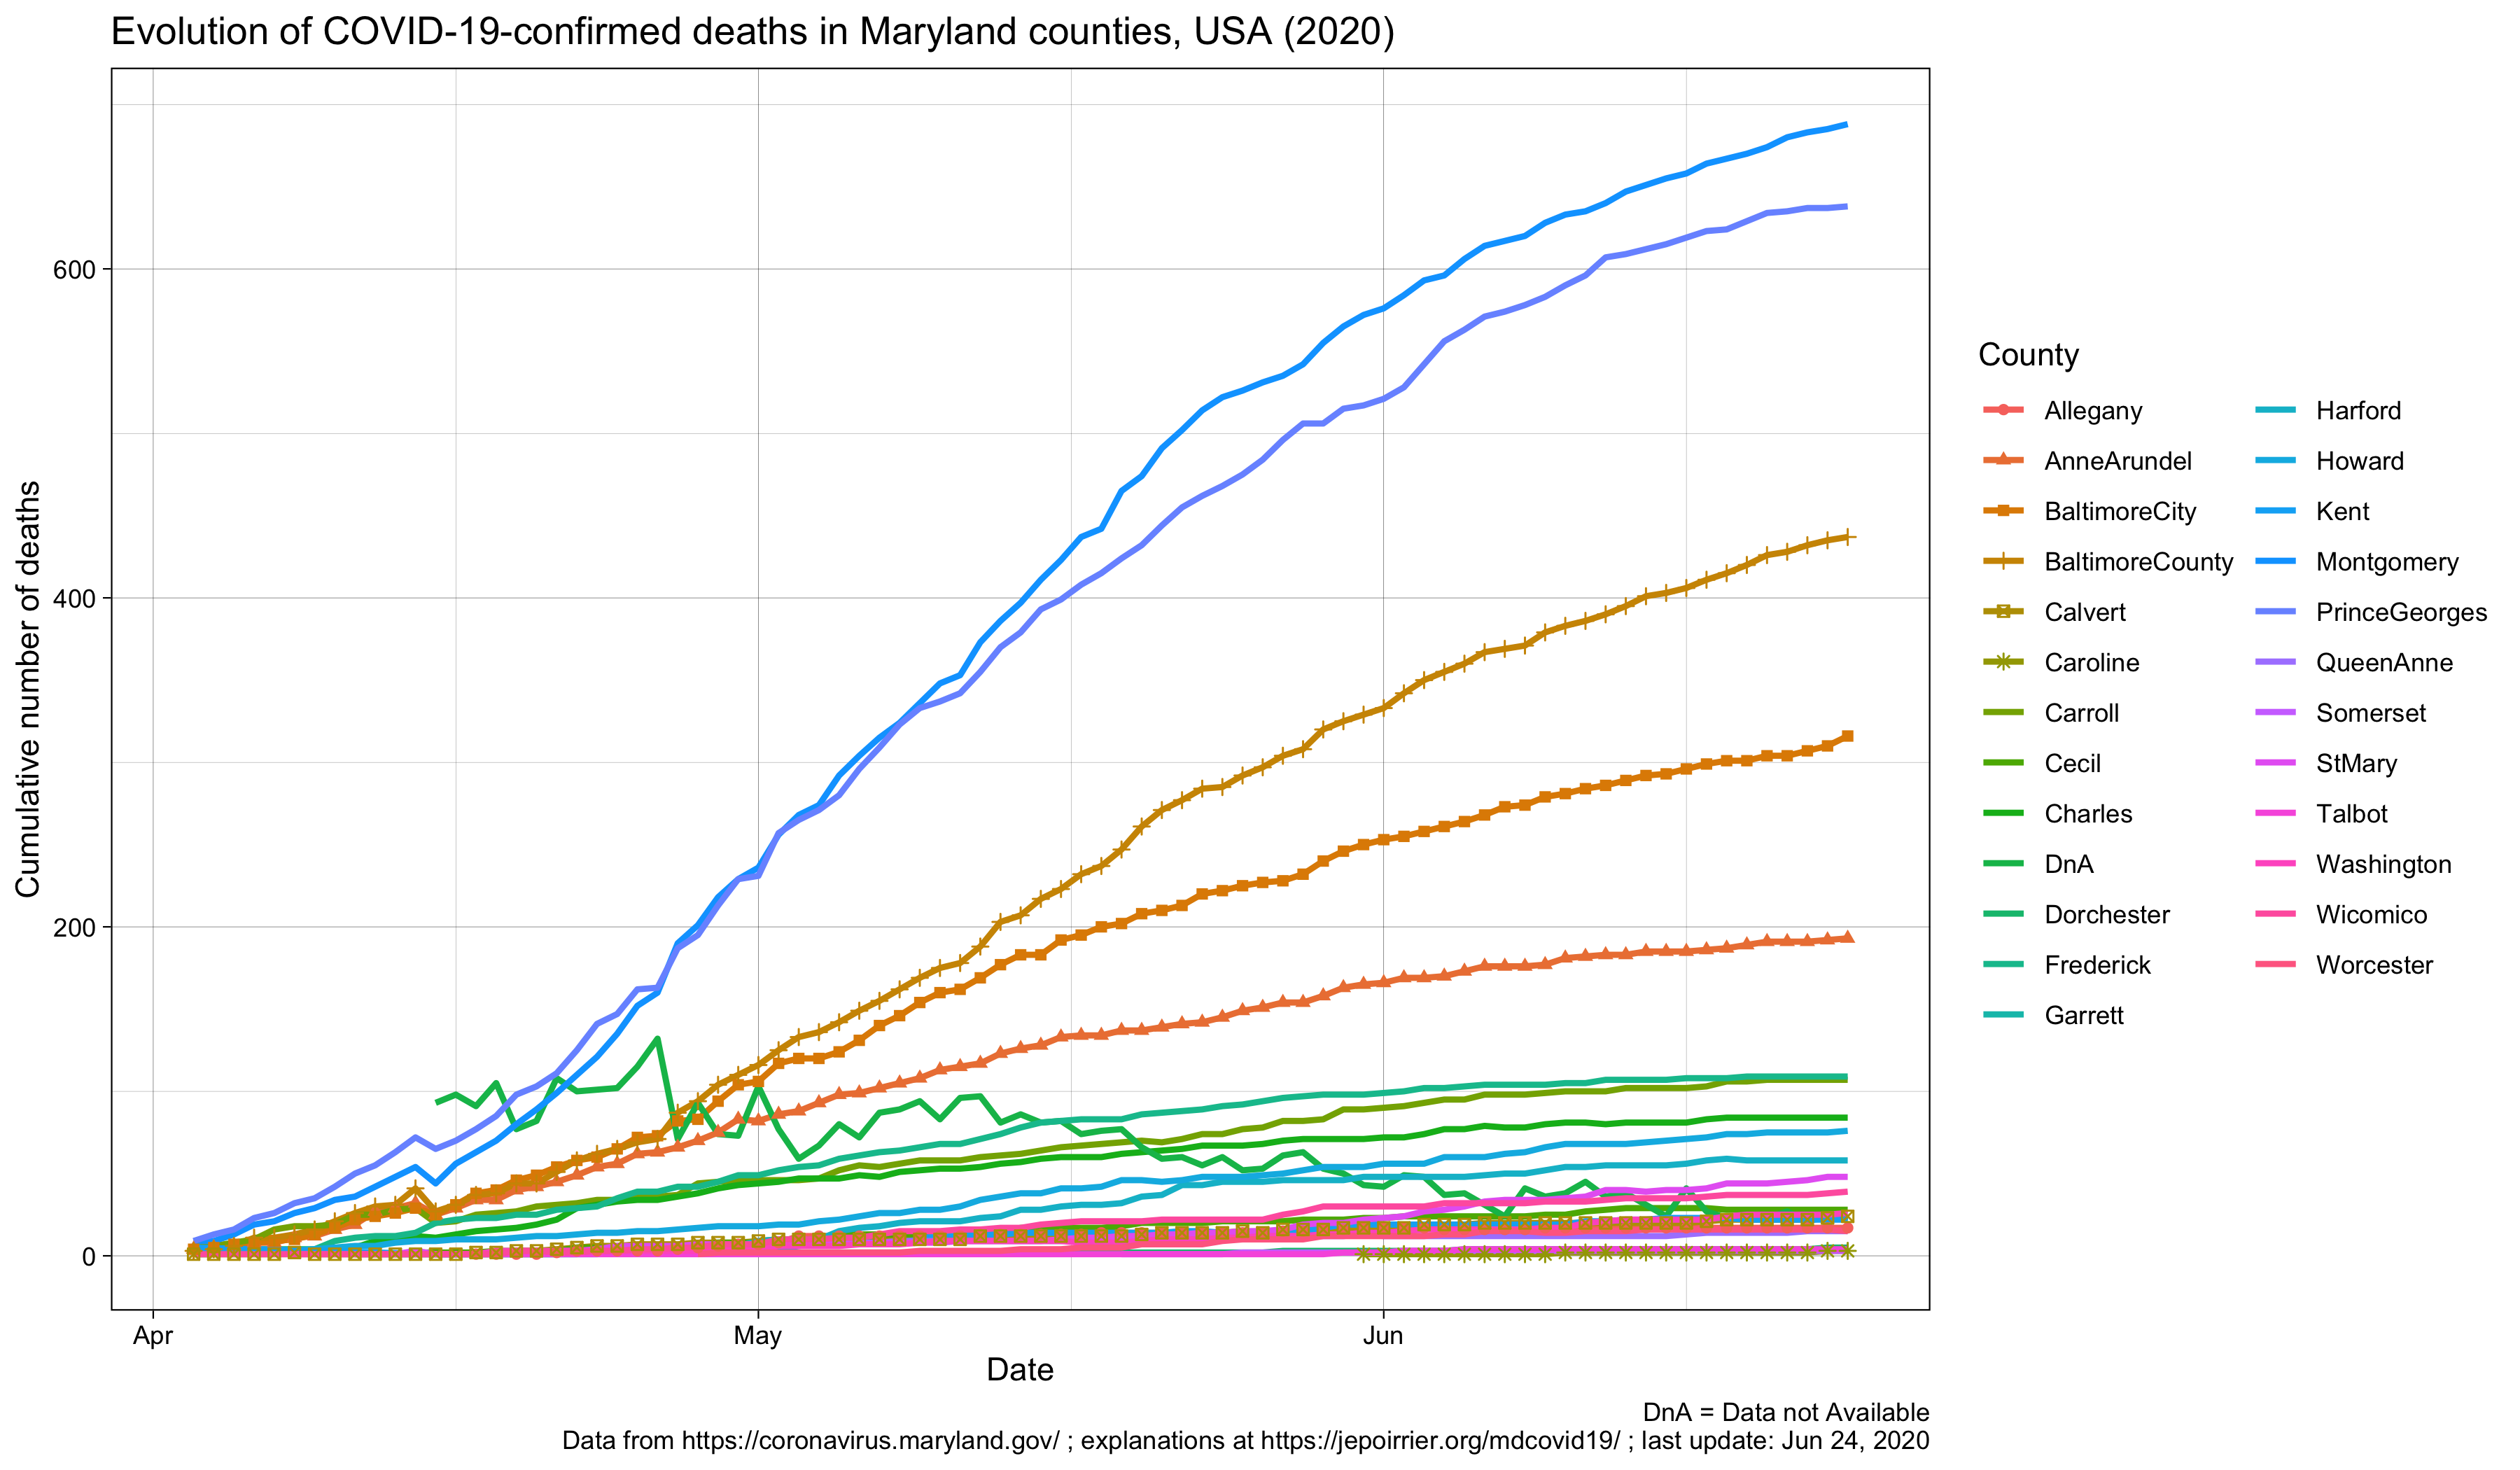 Evolution of COVID-19-confirmed deaths in Maryland counties, USA (2020)
Cumulative number of deaths
600
400
200
0
Apr
May
Jun
Date
County
Allegany
AnneArundel
BaltimoreCity
BaltimoreCounty
Calvert
Caroline
Carroll
Cecil
Charles
DnA
Dorchester
Frederick
Garrett
Harford
Howard
Kent
Montgomery
PrinceGeorges
QueenAnne
Somerset
StMary
Talbot
Washington
Wicomico
Worcester
DnA = Data not Available
Data from https://coronavirus.maryland.gov/ ; explanations at https://jepoirrier.org/mdcovid19/ ; last update: Jun 24, 2020